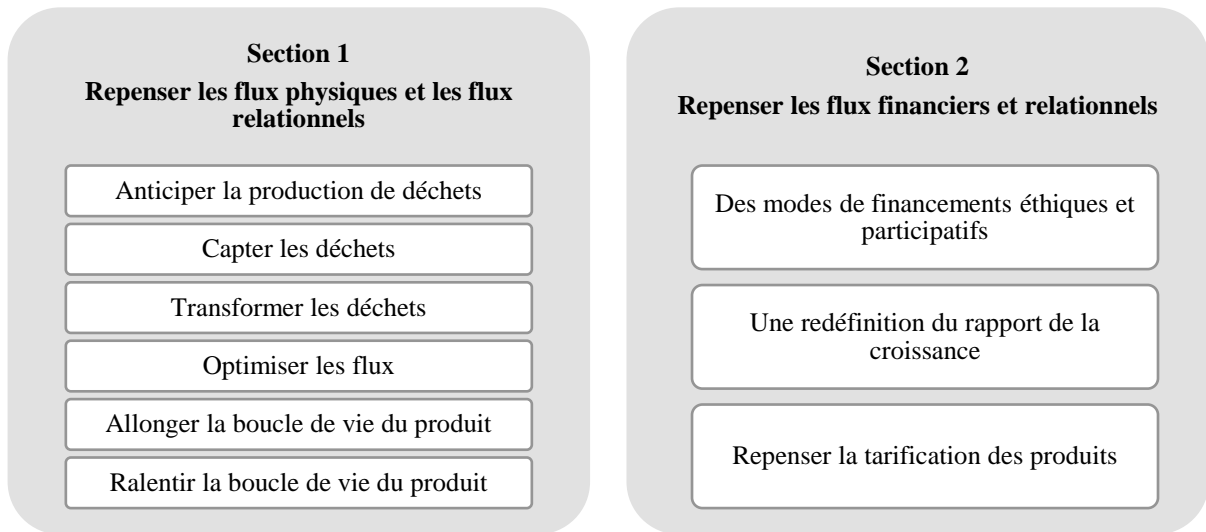 Section 1
Repenser les flux physiques et les flux
relationnels
Anticiper la production de déchets
Capter les déchets
Transformer les déchets
Optimiser les flux
Allonger la boucle de vie du produit
Ralentir la boucle de vie du produit
Section 2
Repenser les flux financiers et relationnels
Des modes de financements éthiques et
participatifs
Une redéfinition du rapport de la
croissance
Repenser la tarification des produits